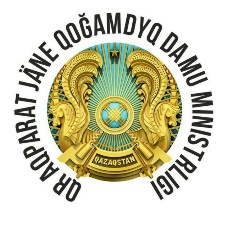 QR AQPARAT JÄNE QOĞAMDYQ DAMU MINISTRLIGI
QAZAQSTAN